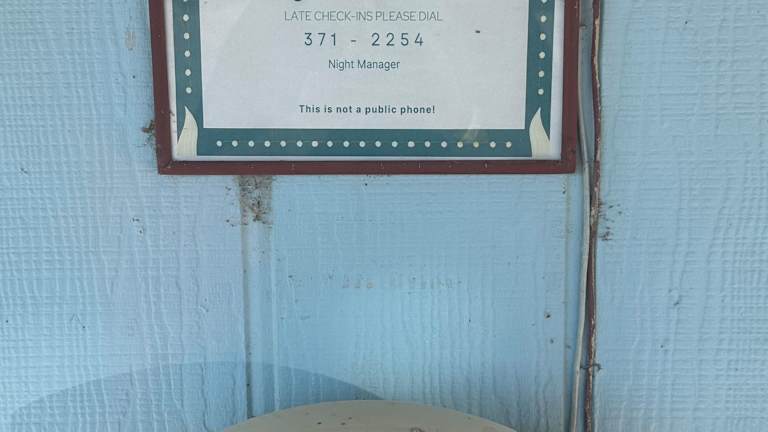 LATE CHECK-INS PLEASE DIAL
371 - 2254
Night Manager
This is not a public phone!